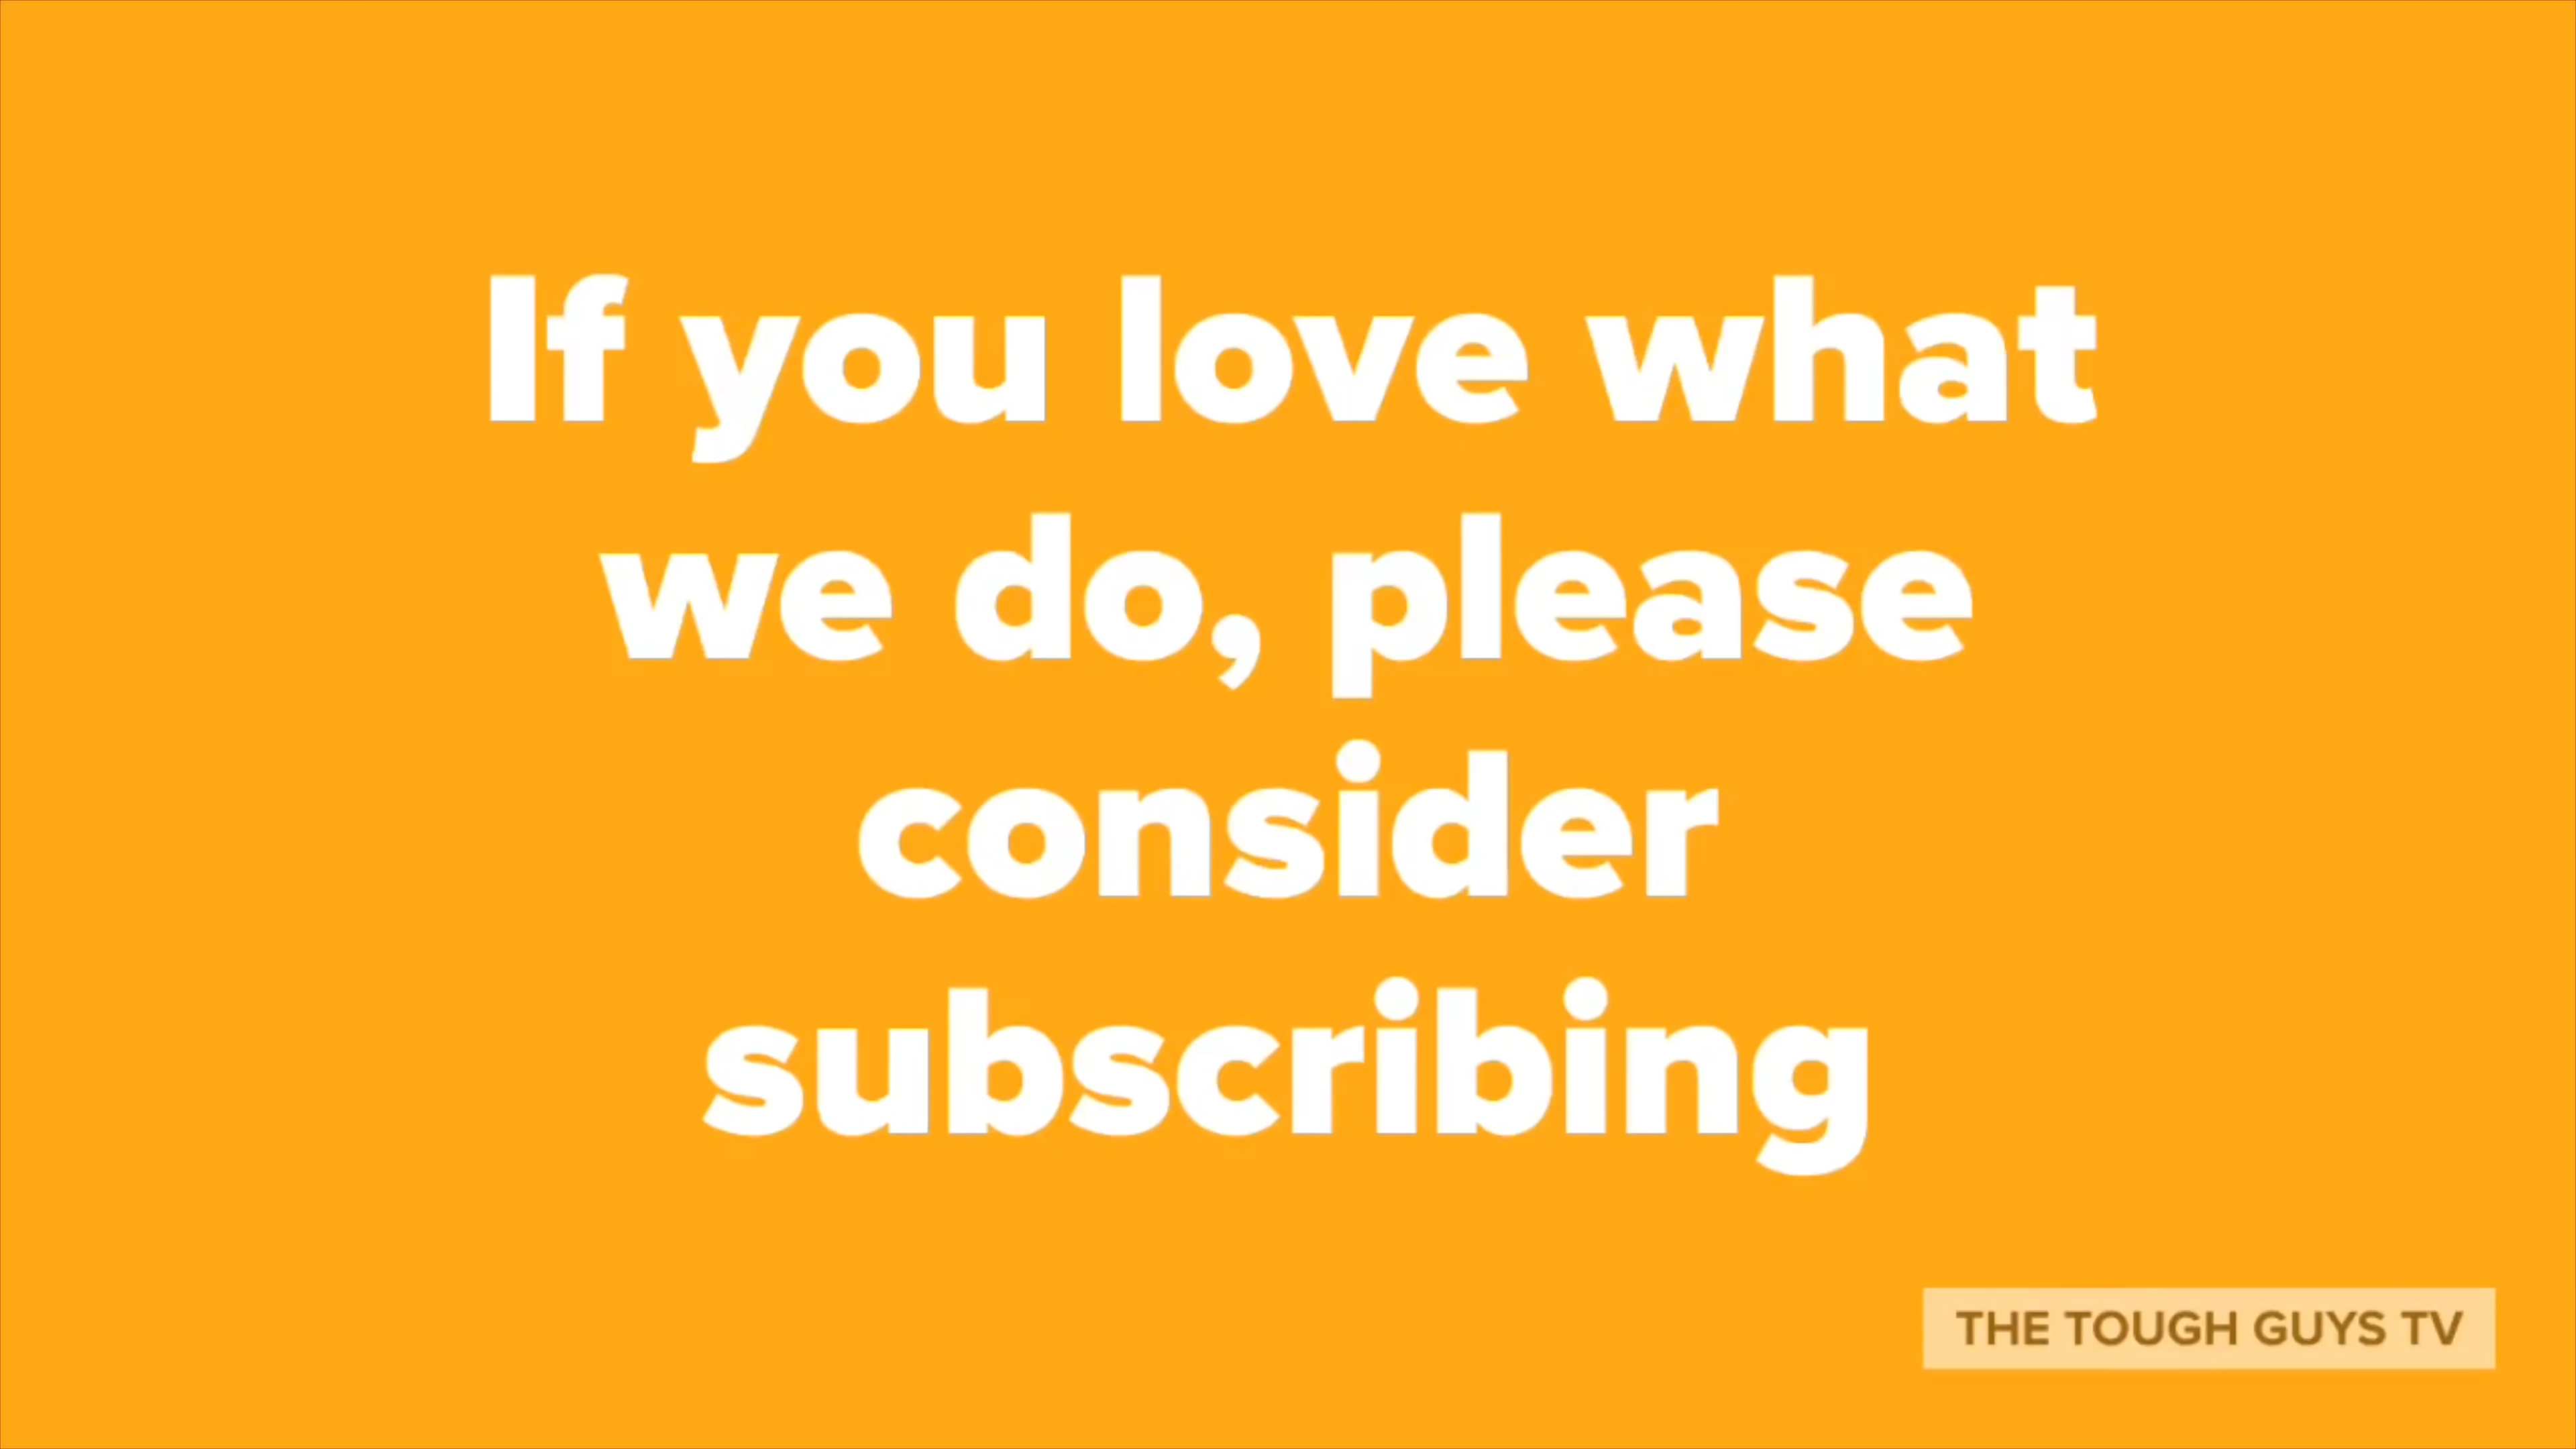 If you love what
we do, please
consider
subscribing
THE TOUGH GUYS TV